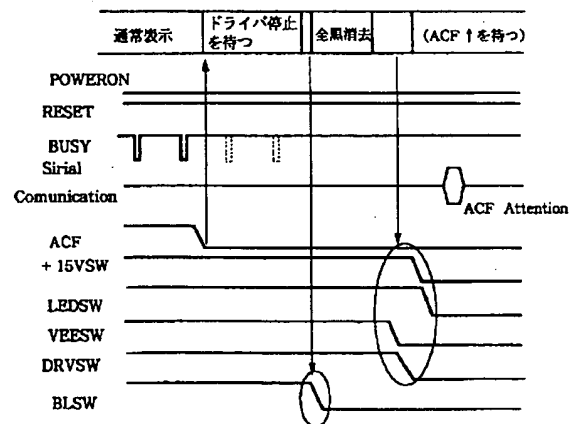 通常表示
ドライバ停止
を待つ
全黒消去
(ACF↑を待つ)
POWERON
RESET
BUSY
Sirial
Comunication
ACF Attention
ACF
+ 15VSW
LEDSW
VEESW
DRVSW
BLSW